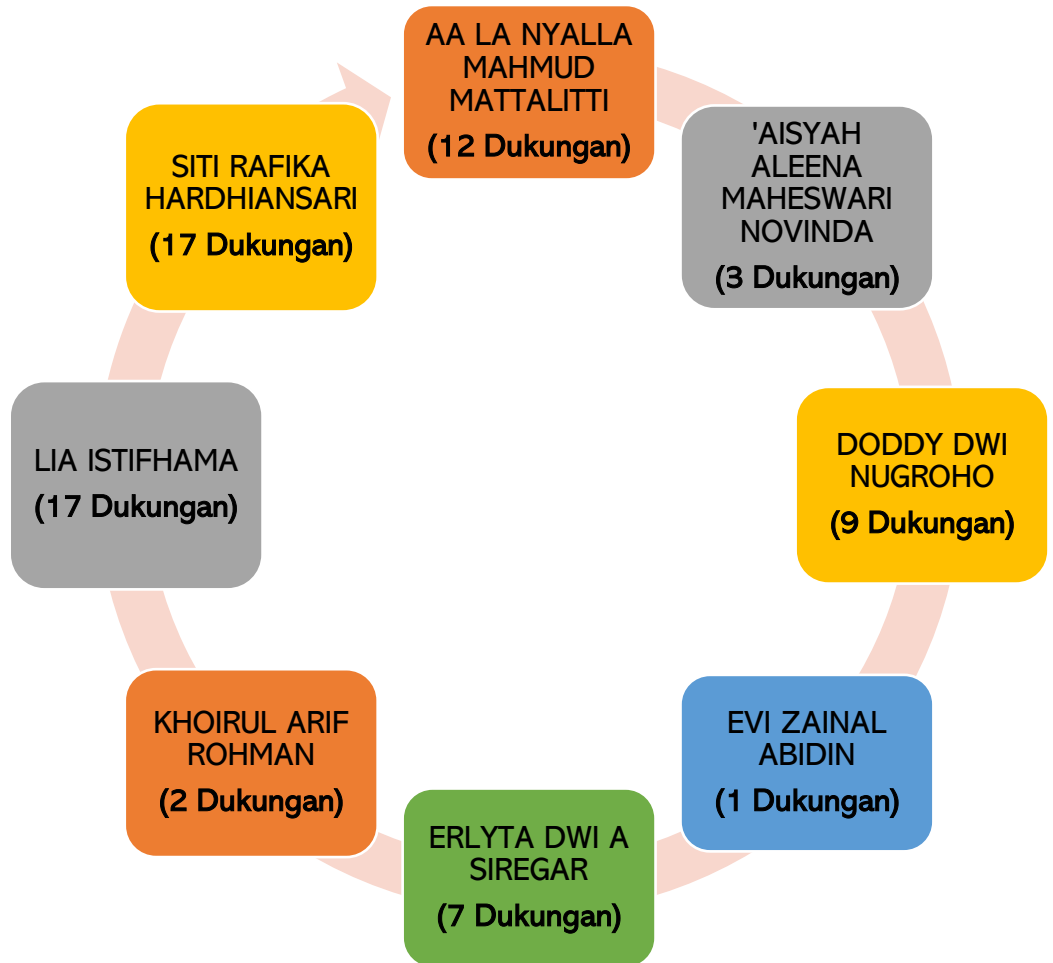 AA LA NYALLA
MAHMUD
MATTALITTI
(12 Dukungan)
'AISYAH
ALEENA
MAHESWARI
NOVINDA
(3 Dukungan)
DODDY DWI
NUGROHO
(9 Dukungan)
EVI ZAINAL
ABIDIN
(1 Dukungan)
ERLYTA DWI A
SIREGAR
(7 Dukungan)
KHOIRUL ARIF
ROHMAN
(2 Dukungan)
LIA ISTIFHAMA
(17 Dukungan)
SITI RAFIKA
HARDHIANSARI
(17 Dukungan)